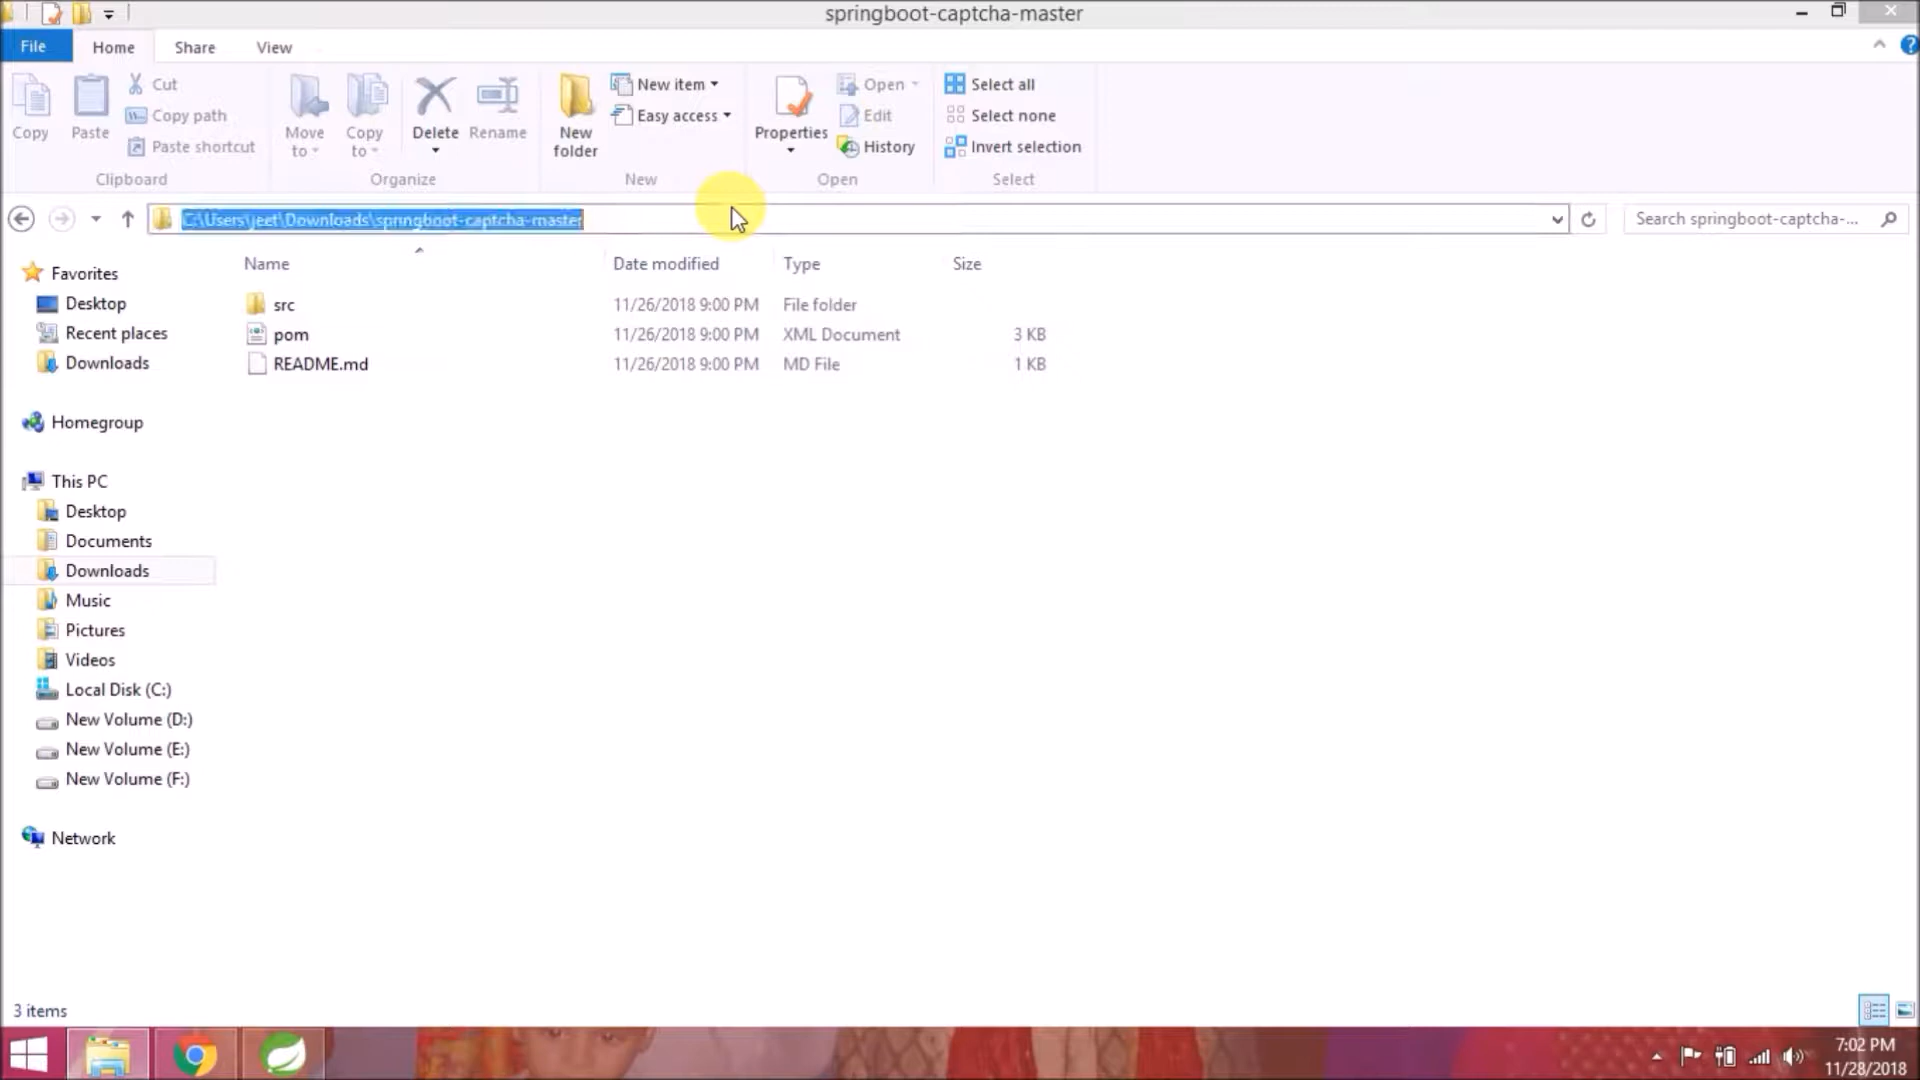 springboot-captcha-master
File Home Share View
Copy
Paste
Cut
Copy path
Paste shortcut
Clipboard
Move to
Copy to
Delete
Rename
Organize
New folder
New item
Easy access
New
Properties
Open
Edit
History
Open
Select all
Select none
Invert selection
Select
C:\Users\jeet\Downloads\springboot-captcha-master
Search springboot-captcha-...
Name Date modified Type Size
src 11/26/2018 9:00 PM File folder
pom 11/26/2018 9:00 PM XML Document 3 KB
README.md 11/26/2018 9:00 PM MD File 1 KB
Favorites
Desktop
Recent places
Downloads
Homegroup
This PC
Desktop
Documents
Downloads
Music
Pictures
Videos
Local Disk (C:)
New Volume (D:)
New Volume (E:)
New Volume (F:)
Network
3 items
7:02 PM
11/28/2018